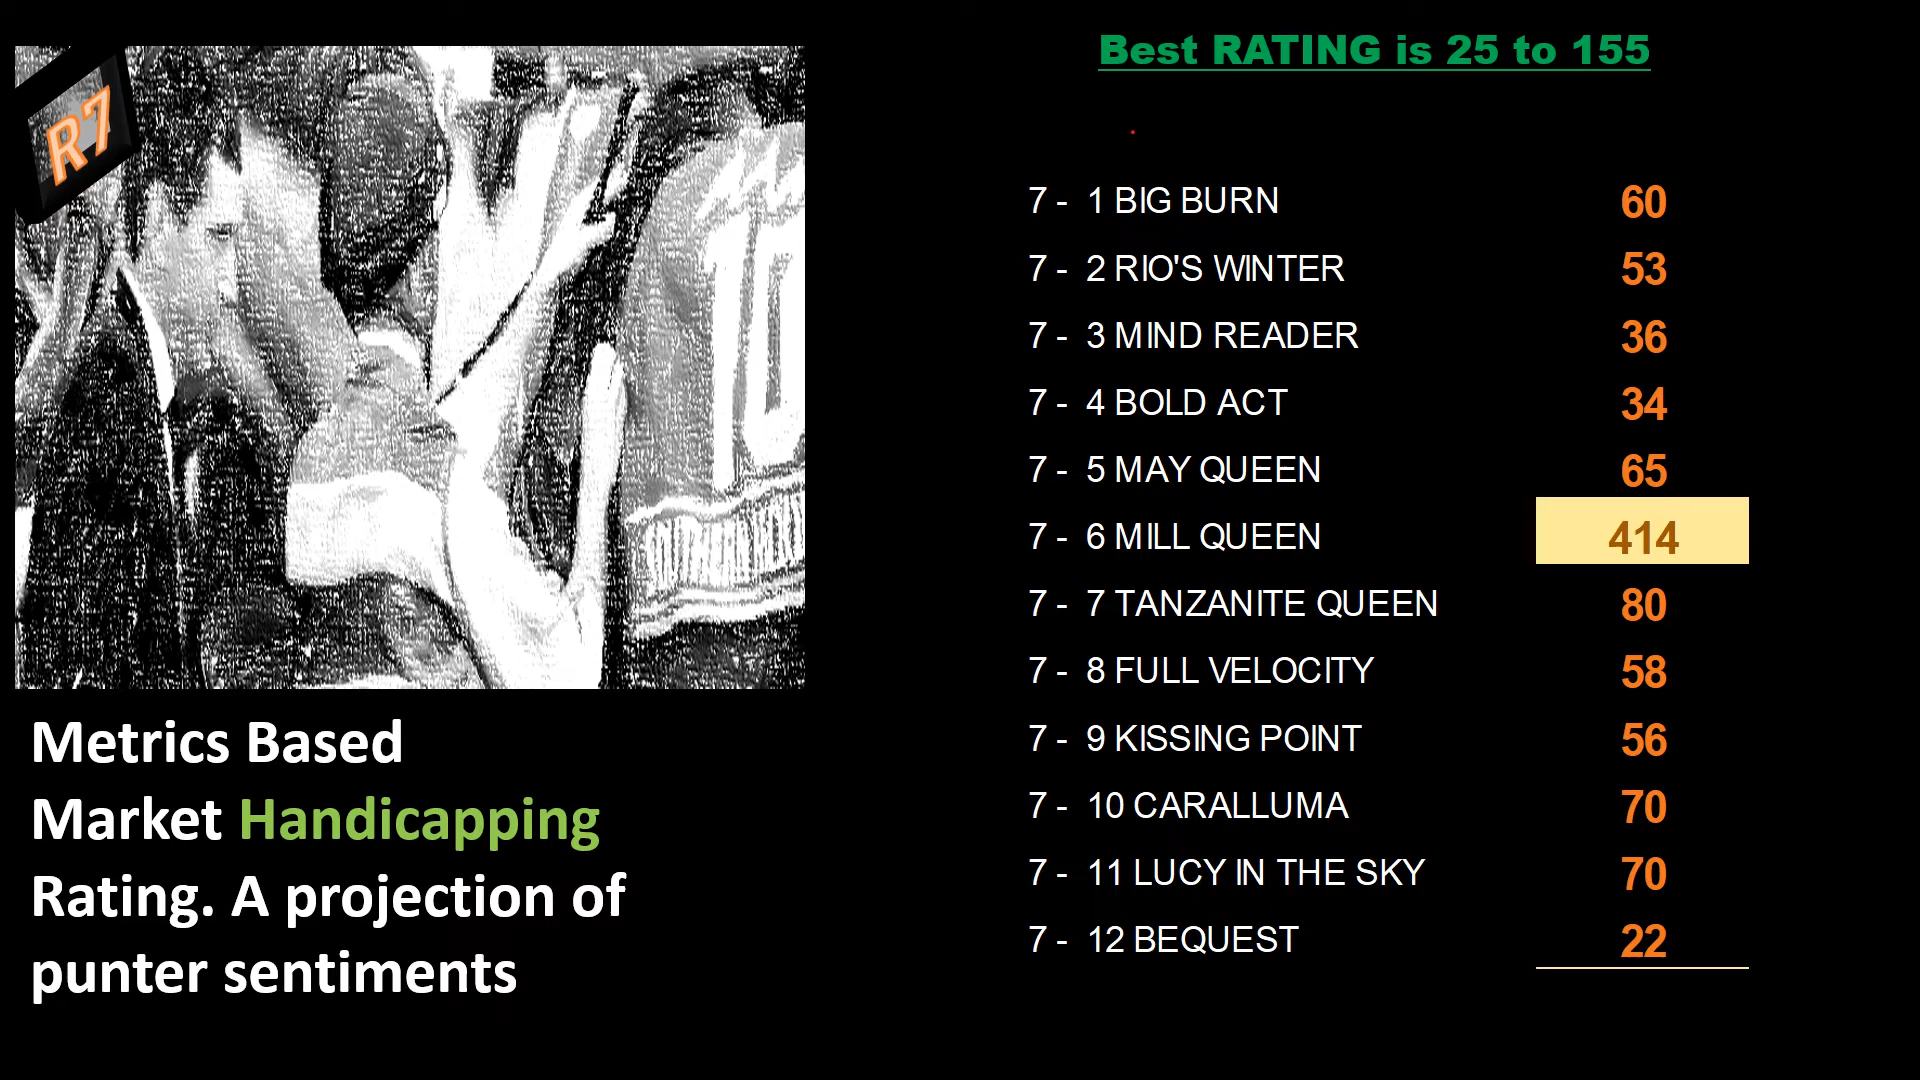 R7
Best RATING is 25 to 155
7 - 1 BIG BURN 60
7 - 2 RIO'S WINTER 53
7 - 3 MIND READER 36
7 - 4 BOLD ACT 34
7 - 5 MAY QUEEN 65
7 - 6 MILL QUEEN 414
7 - 7 TANZANITE QUEEN 80
7 - 8 FULL VELOCITY 58
7 - 9 KISSING POINT 56
7 - 10 CARALLUMA 70
7 - 11 LUCY IN THE SKY 70
7 - 12 BEQUEST 22
Metrics Based
Market Handicapping
Rating. A projection of
punter sentiments